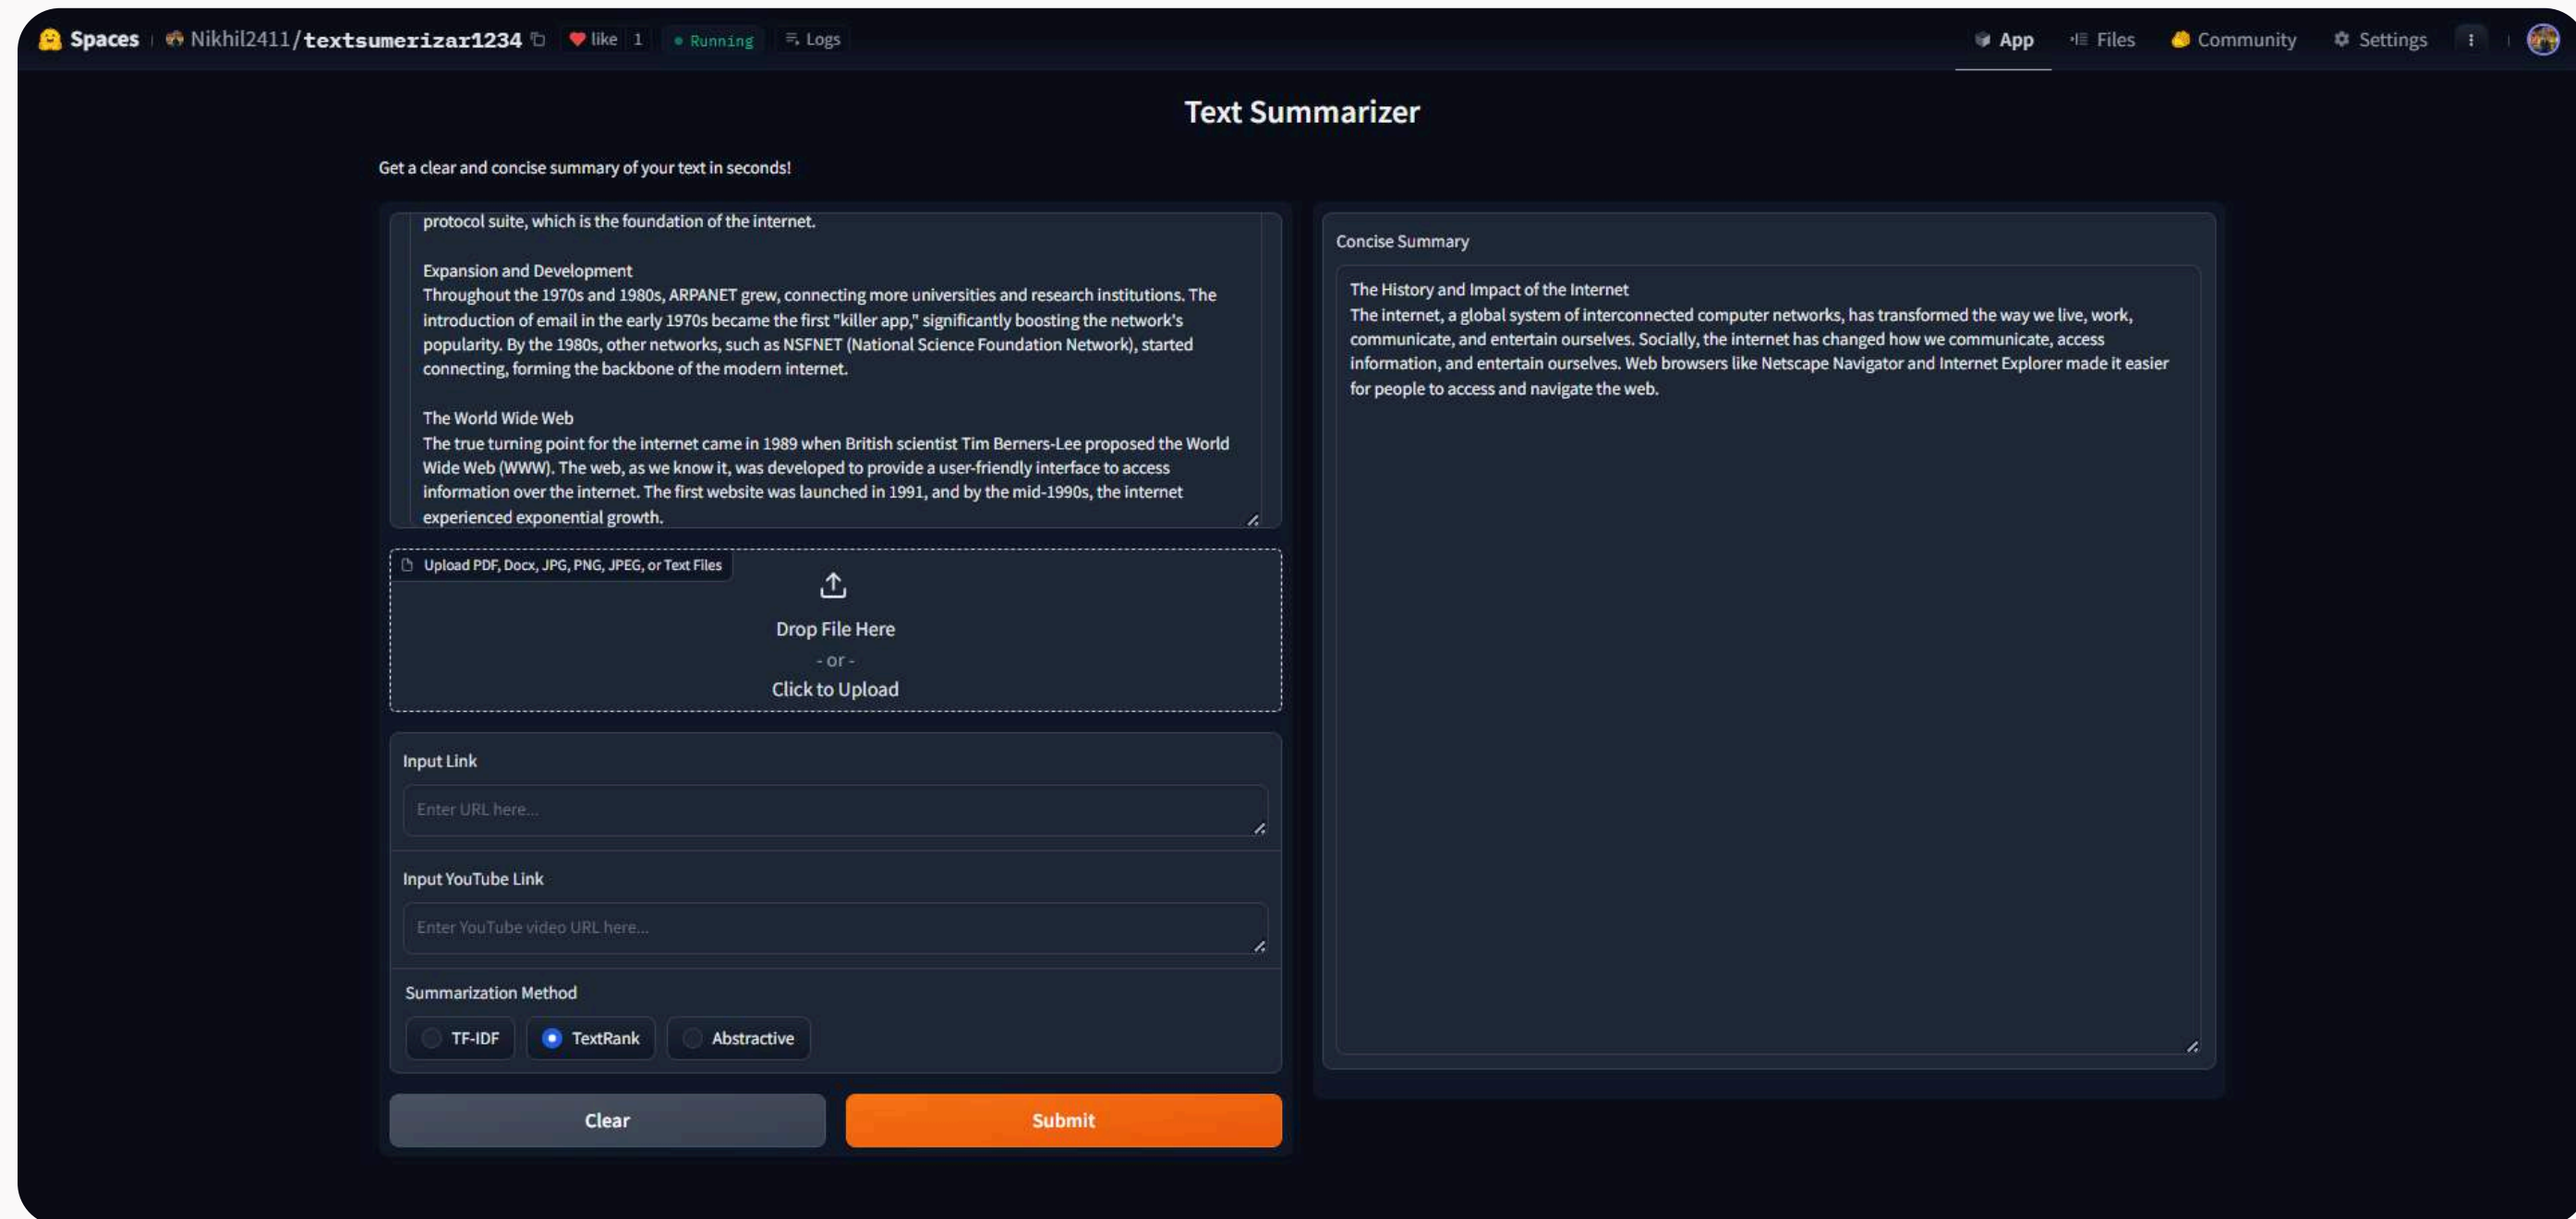 Spaces Nikhil2411/textsumerizar1234 like 1 Running Logs App Files Community Settings
Text Summarizer
Get a clear and concise summary of your text in seconds!
protocol suite, which is the foundation of the internet.
Expansion and Development
Throughout the 1970s and 1980s, ARPANET grew, connecting more universities and research institutions. The
introduction of email in the early 1970s became the first "killer app," significantly boosting the network's
popularity. By the 1980s, other networks, such as NSFNET (National Science Foundation Network), started
connecting, forming the backbone of the modern internet.
The World Wide Web
The true turning point for the internet came in 1989 when British scientist Tim Berners-Lee proposed the World
Wide Web (WWW). The web, as we know it, was developed to provide a user-friendly interface to access
information over the internet. The first website was launched in 1991, and by the mid-1990s, the internet
experienced exponential growth.
Upload PDF, Docx, JPG, PNG, JPEG, or Text Files
Drop File Here
- or -
Click to Upload
Input Link
Enter URL here...
Input YouTube Link
Enter YouTube video URL here...
Summarization Method
TF-IDF TextRank Abstractive
Clear Submit
Concise Summary
The History and Impact of the Internet
The internet, a global system of interconnected computer networks, has transformed the way we live, work,
communicate, and entertain ourselves. Socially, the internet has changed how we communicate, access
information, and entertain ourselves. Web browsers like Netscape Navigator and Internet Explorer made it easier
for people to access and navigate the web.